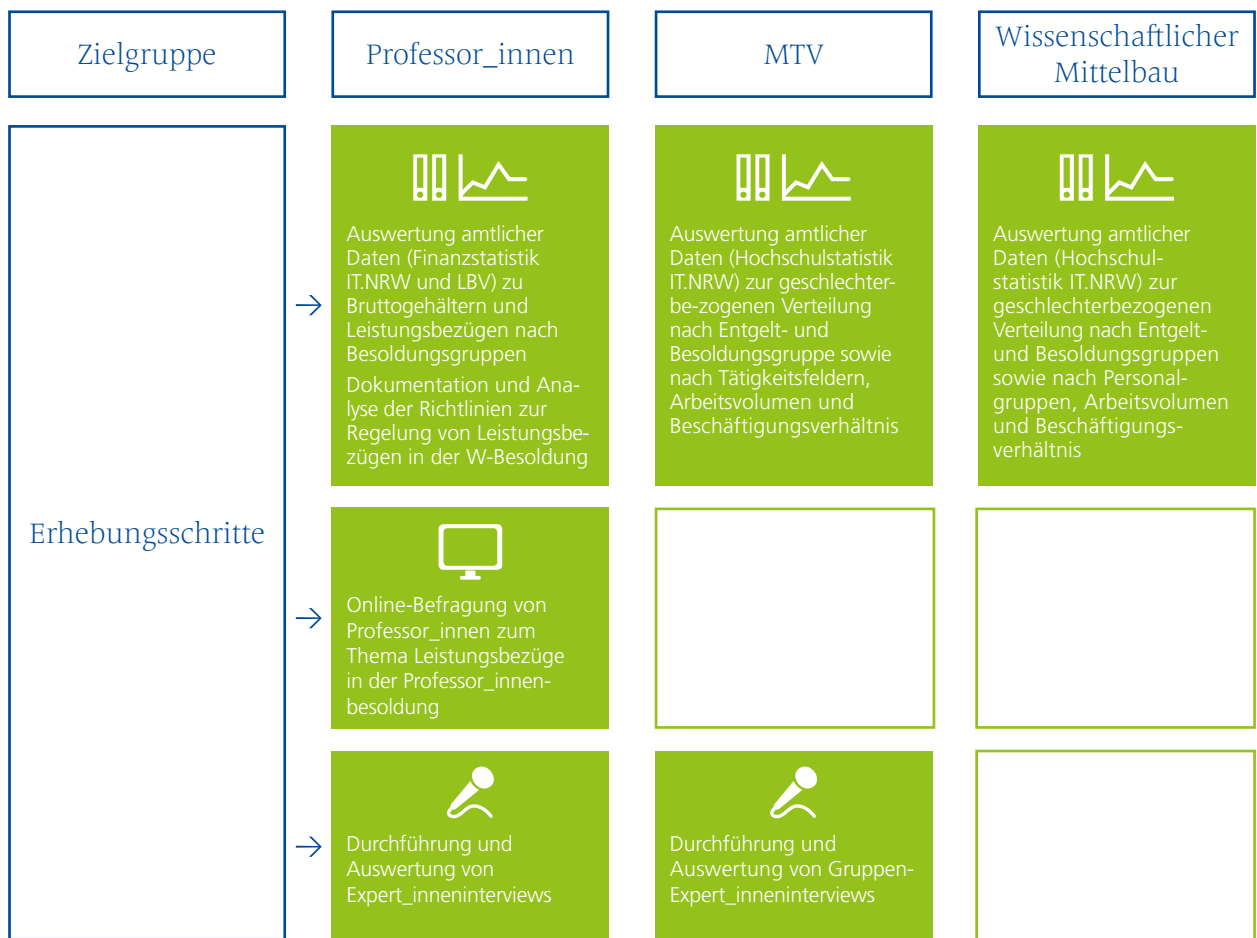 Zielgruppe
Professor_innen
MTV
Wissenschaftlicher
Mittelbau
Erhebungsschritte
→
Auswertung amtlicher
Daten (Finanzstatistik
IT.NRW und LBV) zu
Bruttogehältern und
Leistungsbezügen nach
Besoldungsgruppen
Dokumentation und Ana-
lyse der Richtlinien zur
Regelung von Leistungsbe-
zügen in der W-Besoldung
Auswertung amtlicher
Daten (Hochschulstatistik
IT.NRW) zur geschlechter-
be-zogenen Verteilung
nach Entgelt- und
Besoldungsgruppe sowie
nach Tätigkeitsfeldern,
Arbeitsvolumen und
Beschäftigungsverhältnis
Auswertung amtlicher
Daten (Hochschul-
statistik IT.NRW) zur
geschlechterbezogenen
Verteilung nach Entgelt-
und Besoldungsgruppen
sowie nach Personal-
gruppen, Arbeitsvolumen
und Beschäftigungs-
verhältnis
→
Online-Befragung von
Professor_innen zum
Thema Leistungsbezüge
in der Professor_innen-
besoldung
→
Durchführung und
Auswertung von
Expert_inneninterviews
Durchführung und
Auswertung von Gruppen-
Expert_inneninterviews